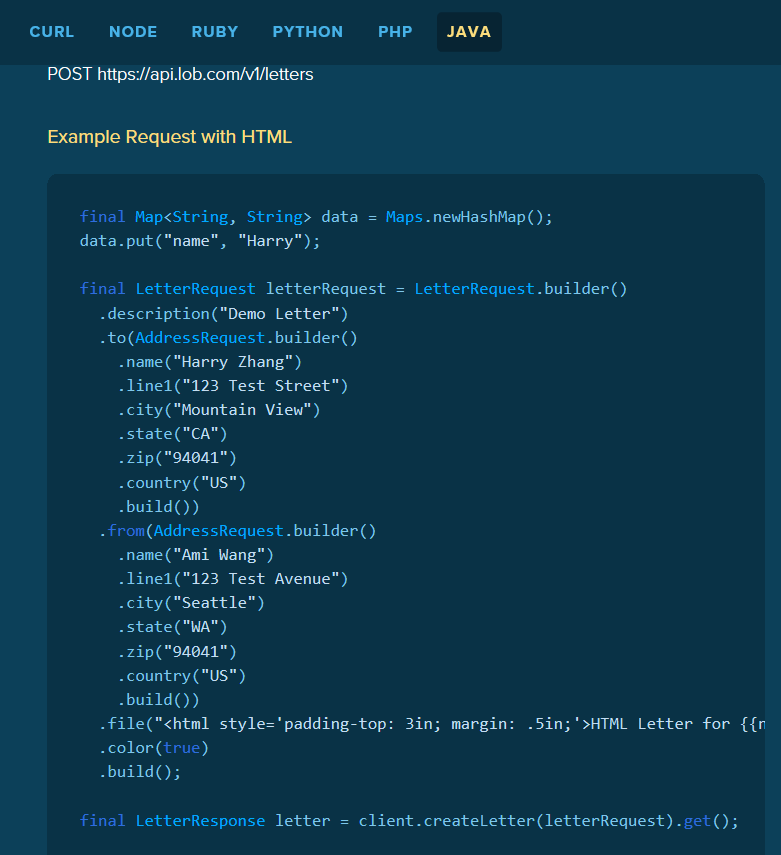 CURL NODE RUBY PYTHON PHP JAVA
POST https://api.lob.com/v1/letters
Example Request with HTML
final Map<String, String> data = Maps.newHashMap();
data.put("name", "Harry");
final LetterRequest letterRequest = LetterRequest.builder()
.description("Demo Letter")
.to(AddressRequest.builder()
.name("Harry Zhang")
.line1("123 Test Street")
.city("Mountain View")
.state("CA")
.zip("94041")
.country("US")
.build())
.from(AddressRequest.builder()
.name("Ami Wang")
.line1("123 Test Avenue")
.city("Seattle")
.state("WA")
.zip("94041")
.country("US")
.build())
.file("<html style='padding-top: 3in; margin: .5in;'>HTML Letter for {{n
.color(true)
.build();
final LetterResponse letter = client.createLetter(letterRequest).get();